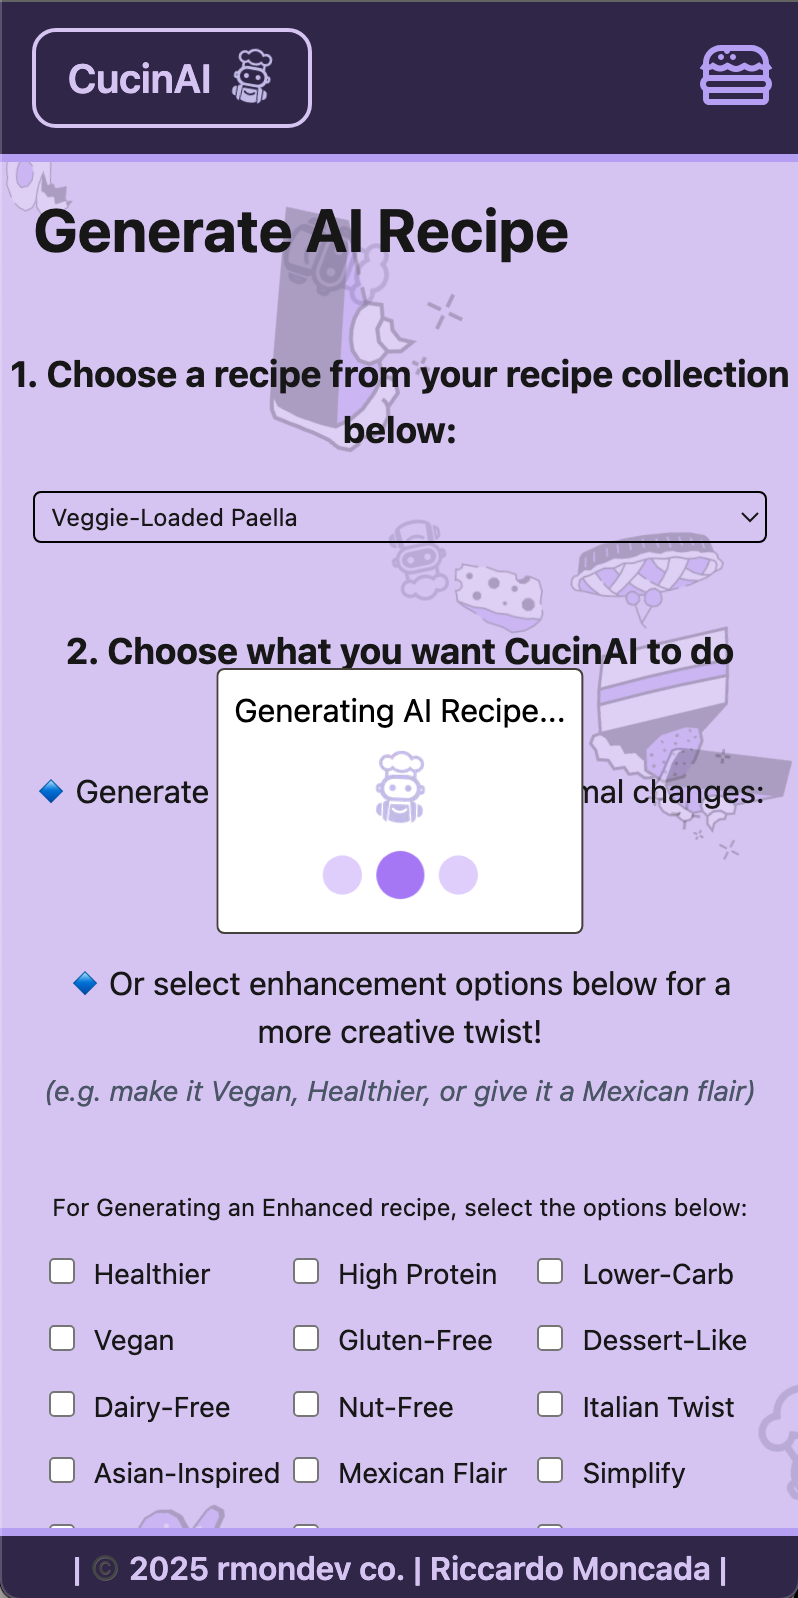 CucinAI
Generate AI Recipe
1. Choose a recipe from your recipe collection
below:
Veggie-Loaded Paella
2. Choose what you want CucinAI to do
Generating AI Recipe...
🔹 Generate
changes:
🔹 Or select enhancement options below for a
more creative twist!
(e.g. make it Vegan, Healthier, or give it a Mexican flair)
For Generating an Enhanced recipe, select the options below:
Healthier High Protein Lower-Carb
Vegan Gluten-Free Dessert-Like
Dairy-Free Nut-Free Italian Twist
Asian-Inspired Mexican Flair Simplify
| © 2025 rmondev co. | Riccardo Moncada |